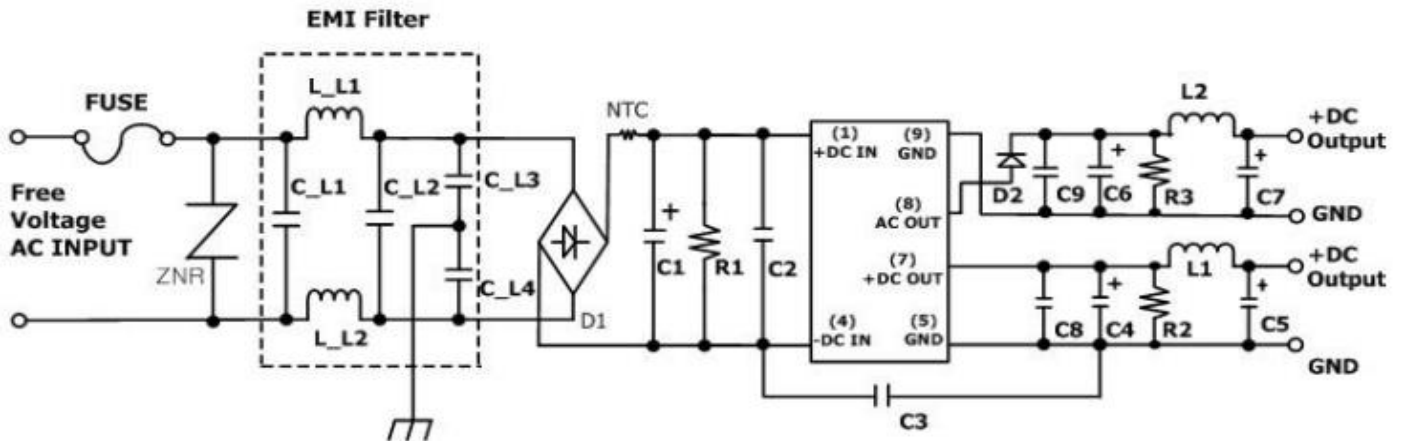 EMI Filter
FUSE
L_L1
NTC
L2
+DC
Output
(1)
+DC IN
(9)
GND
Free
Voltage
AC INPUT
C_L1
C_L2
C_L3
+
+
+
D2
C9
C6
R3
C7
(8)
AC OUT
GND
ZNR
C1
R1
C2
(7)
+DC OUT
L1
+DC
Output
C_L4
+
+
D1
(4)
-DC IN
(5)
GND
C8
C4
R2
C5
L_L2
GND
C3